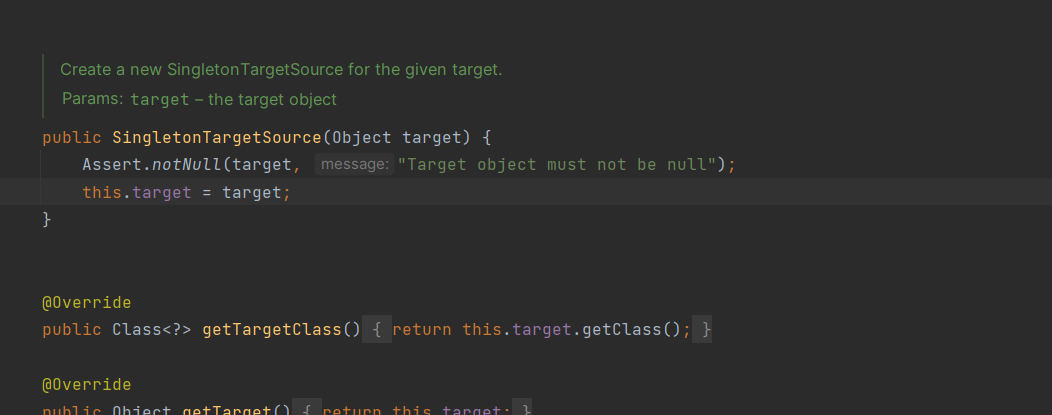 Create a new SingletonTargetSource for the given target.
Params: target – the target object
public SingletonTargetSource(Object target) {
Assert.notNull(target, message: "Target object must not be null");
this.target = target;
}
@Override
public Class<?> getTargetClass() { return this.target.getClass(); }
@Override
public Object getTarget() { return this.target; }